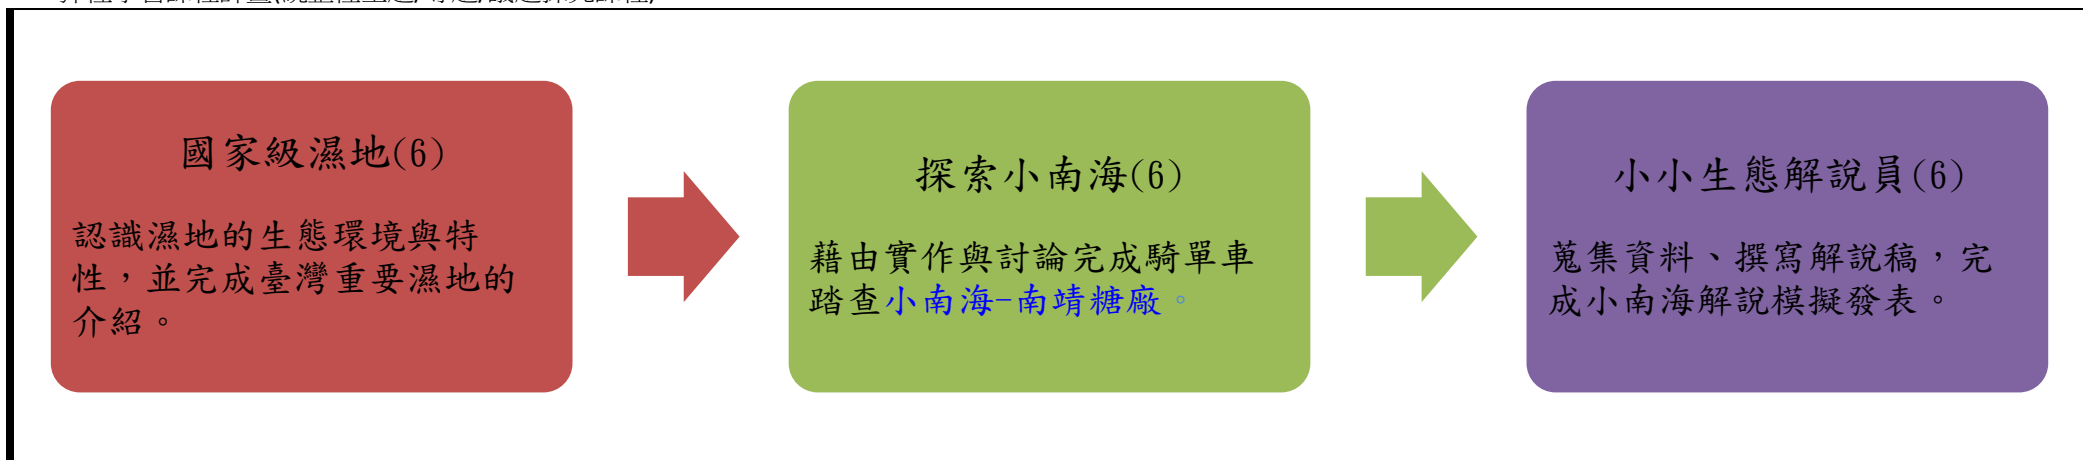 國家級濕地(6)
認識濕地的生態環境與特
性，並完成臺灣重要濕地的
介紹。
探索小南海(6)
藉由實作與討論完成騎單車
踏查小南海-南靖糖廠。
小小生態解說員(6)
蒐集資料、撰寫解說稿，完
成小南海解說模擬發表。